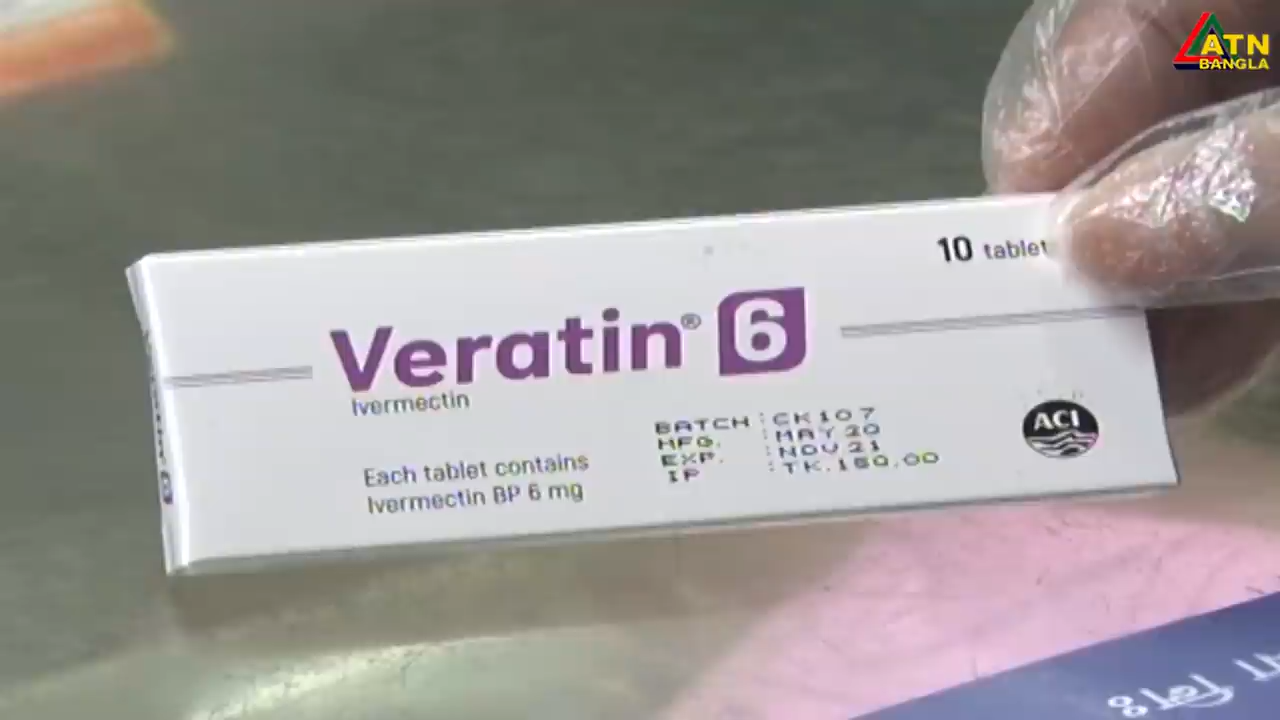 ATN
BANGLA
10 tablet
Veratin® 6
Ivermectin
Each tablet contains
Ivermectin BP 6 mg
BATCH : CK107
MFG. : MAY 20
EXP. : NOV 21
IP : TK.150.00
ACI